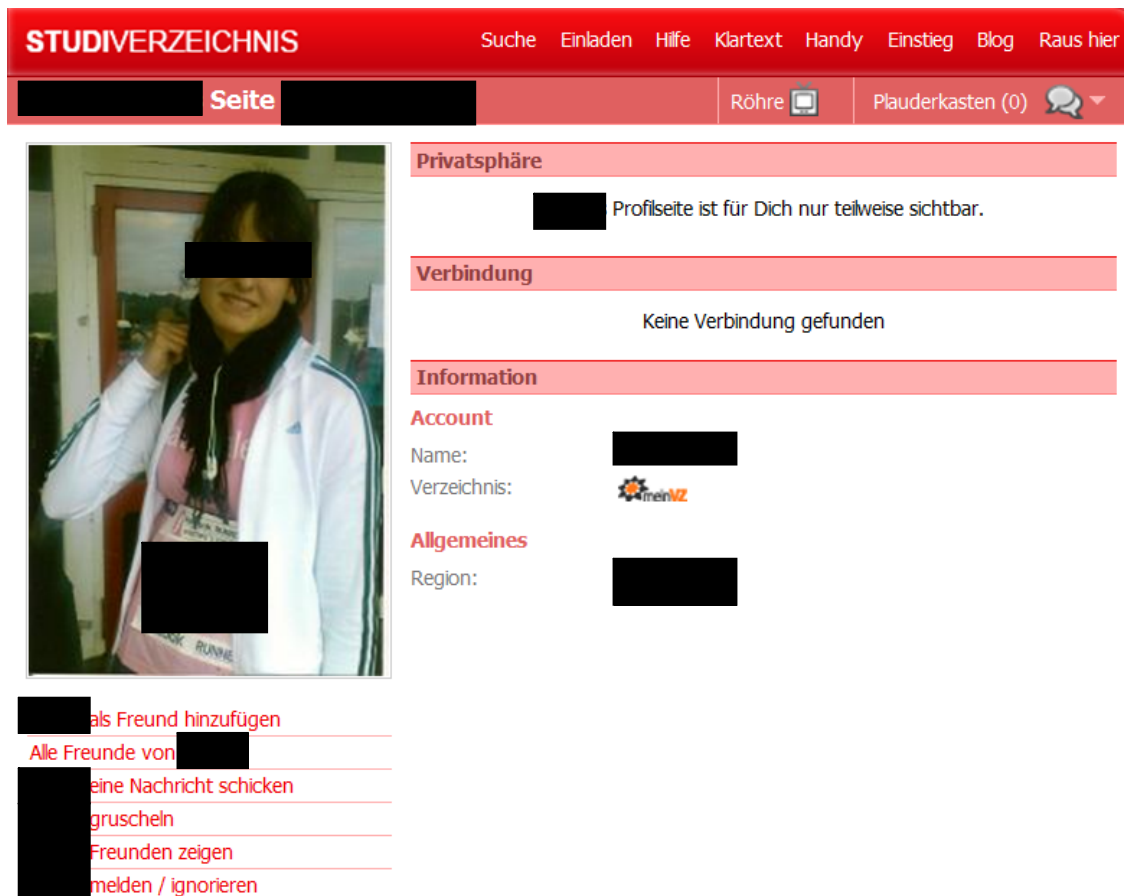 STUDIVERZEICHNIS
Suche Einladen Hilfe Klartext Handy Einstieg Blog Raus hier
Seite
Röhre Plauderkasten (0)
RUNNE
als Freund hinzufügen
Alle Freunde von
eine Nachricht schicken
gruscheln
Freunden zeigen
melden / ignorieren
Privatsphäre
Profilseite ist für Dich nur teilweise sichtbar.
Verbindung
Keine Verbindung gefunden
Information
Account
Name:
Verzeichnis: meinVZ
Allgemeines
Region: